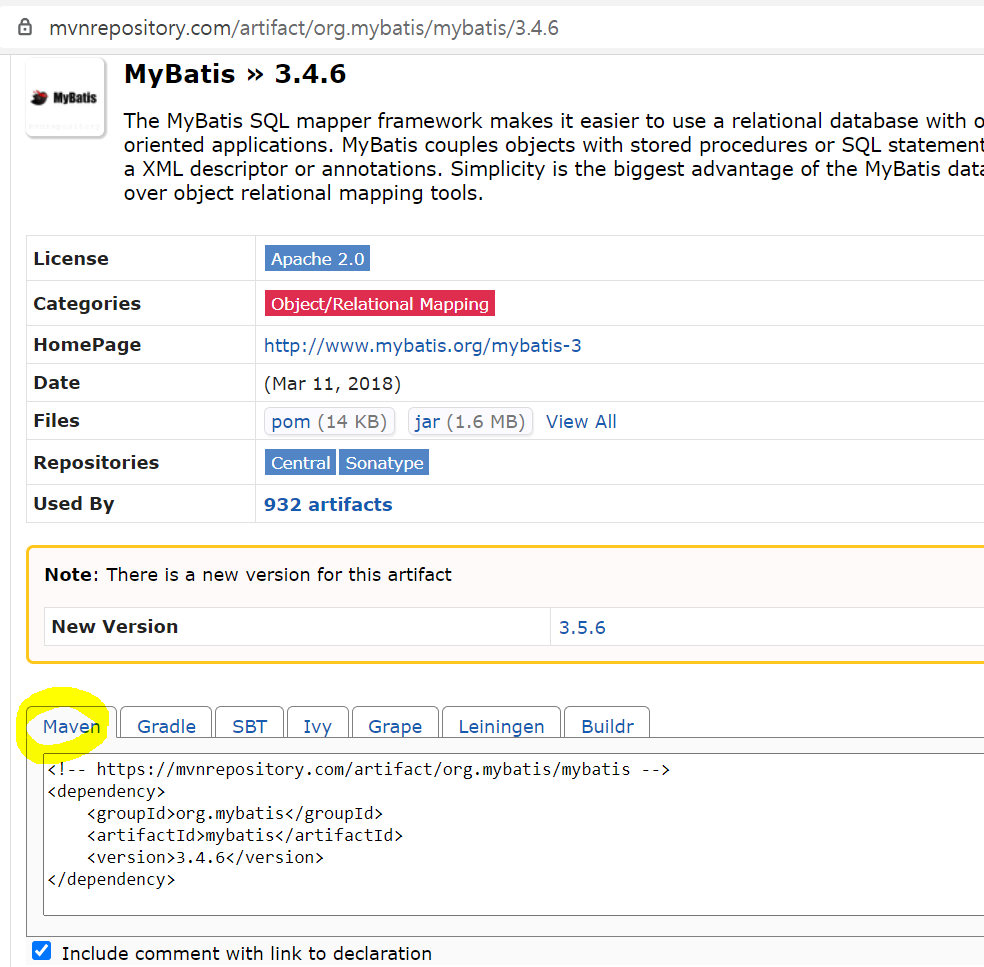 mvnrepository.com/artifact/org.mybatis/mybatis/3.4.6
MyBatis
MyBatis » 3.4.6
The MyBatis SQL mapper framework makes it easier to use a relational database with
oriented applications. MyBatis couples objects with stored procedures or SQL
a XML descriptor or annotations. Simplicity is the biggest advantage of the MyBatis
over object relational mapping tools.
License Apache 2.0
Categories Object/Relational Mapping
HomePage http://www.mybatis.org/mybatis-3
Date (Mar 11, 2018)
Files pom (14 KB) jar (1.6 MB) View All
Repositories Central Sonatype
Used By 932 artifacts
Note: There is a new version for this artifact
New Version 3.5.6
Maven Gradle SBT Ivy Grape Leiningen Buildr
<!-- https://mvnrepository.com/artifact/org.mybatis/mybatis -->
<dependency>
    <groupId>org.mybatis</groupId>
    <artifactId>mybatis</artifactId>
    <version>3.4.6</version>
</dependency>
Include comment with link to declaration